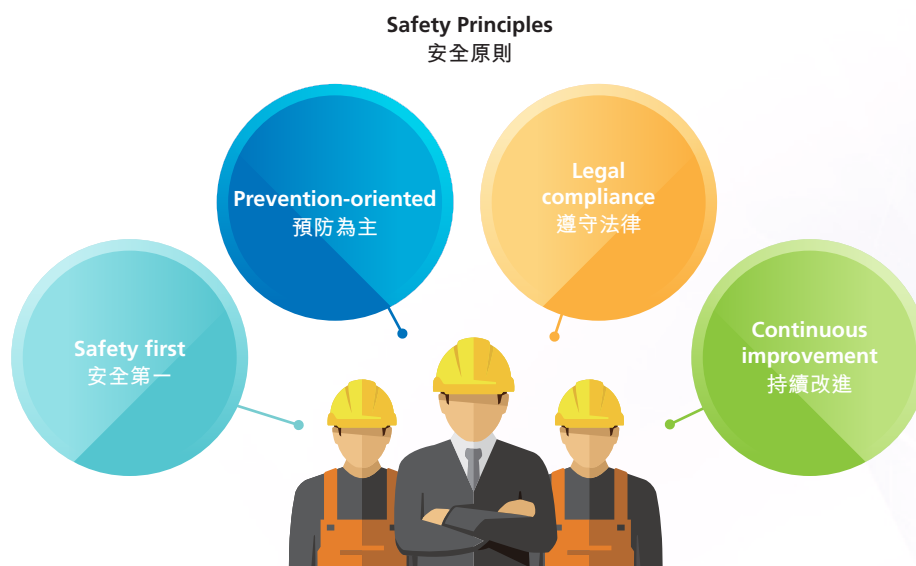 Safety Principles
安全原則
Safety first
安全第一
Prevention-oriented
預防為主
Legal
compliance
遵守法律
Continuous
improvement
持續改進